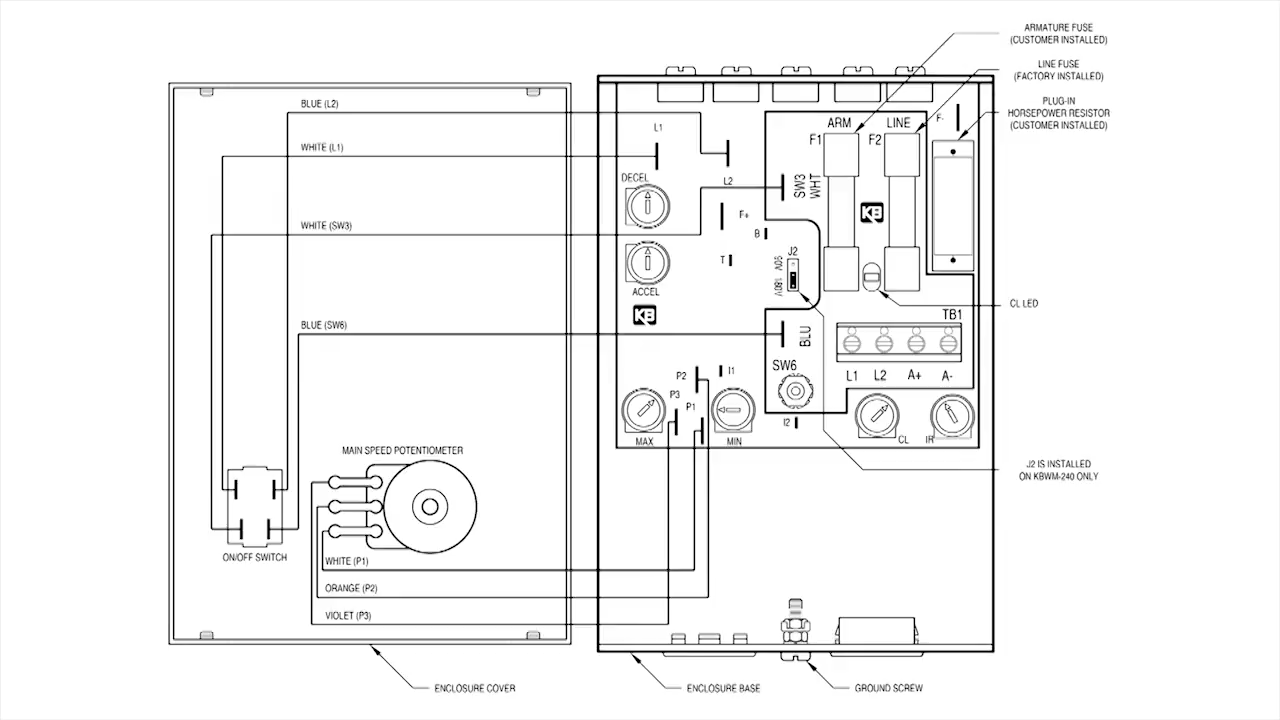 ARMATURE FUSE
(CUSTOMER INSTALLED)
LINE FUSE
(FACTORY INSTALLED)
PLUG-IN
HORSEPOWER RESISTOR
(CUSTOMER INSTALLED)
BLUE (L2)
WHITE (L1)
WHITE (SW3)
BLUE (SW6)
L1
L2
DECEL
ACCEL
KB
F+
B
T
J2
90V
180V
SW3
WHT
ARM
LINE
F1
F2
F-
KB
CL LED
BLU
SW6
TB1
L1
L2
A+
A-
P2
P3
P1
I1
I2
MAX
MIN
CL
IR
J2 IS INSTALLED
ON KBWM-240 ONLY
MAIN SPEED POTENTIOMETER
ON/OFF SWITCH
WHITE (P1)
ORANGE (P2)
VIOLET (P3)
ENCLOSURE COVER
ENCLOSURE BASE
GROUND SCREW